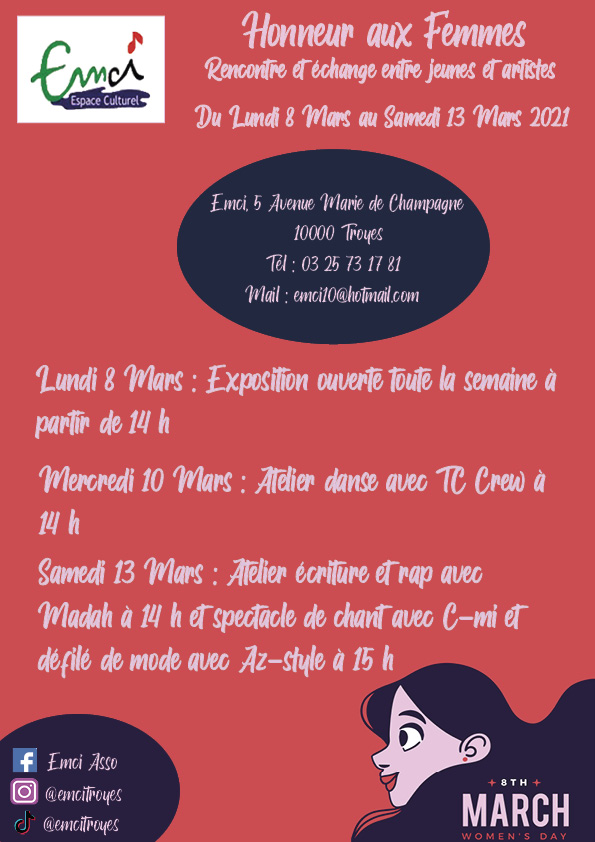 Emci
Espace Culturel
Honneur aux Femmes
Rencontre et échange entre jeunes et artistes
Du Lundi 8 Mars au Samedi 13 Mars 2021
Emci, 5 Avenue Marie de Champagne
10000 Troyes
Tél : 03 25 73 17 81
Mail : emci10@hotmail.com
Lundi 8 Mars : Exposition ouverte toute la semaine à
partir de 14 h
Mercredi 10 Mars : Atelier danse avec TC Crew à
14 h
Samedi 13 Mars : Atelier écriture et rap avec
Madah à 14 h et spectacle de chant avec C-mi et
défilé de mode avec Az-style à 15 h
Emci Asso
@emcitroyes
@emcitroyes
8TH
MARCH
WOMEN'S DAY